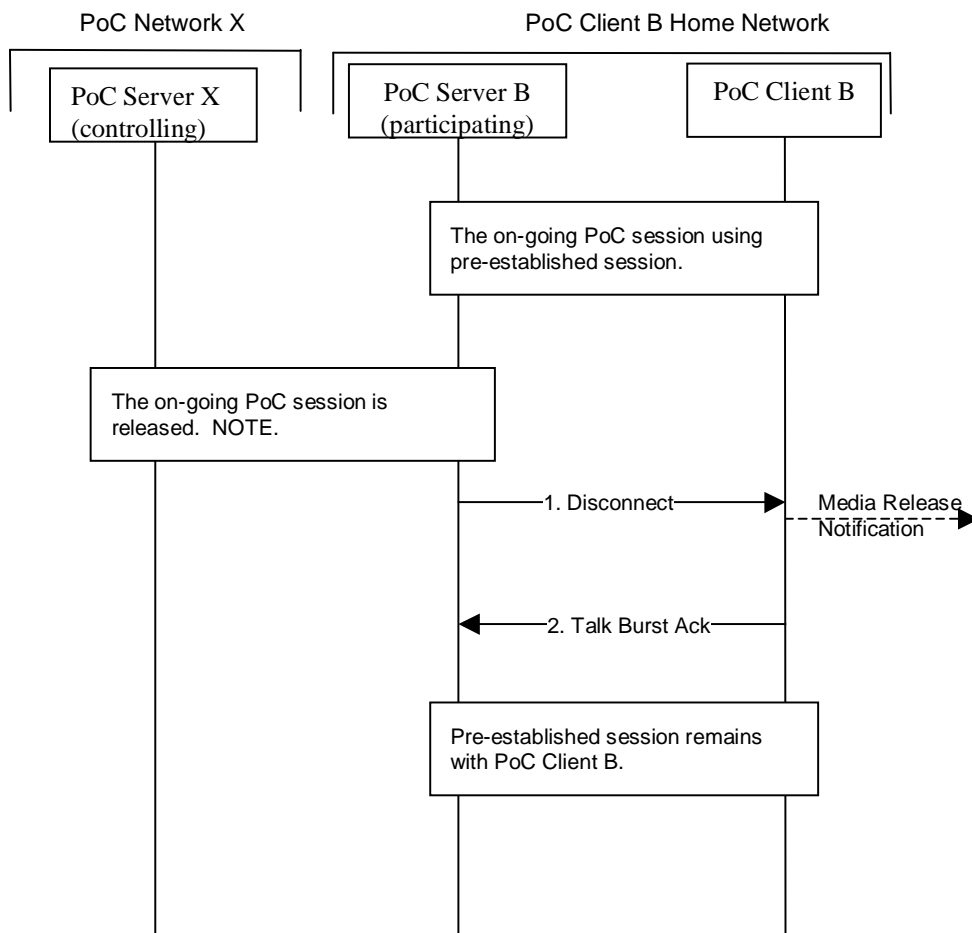 PoC Network X
PoC Client B Home Network
PoC Server X
(controlling)
PoC Server B
(participating)
PoC Client B
The on-going PoC session using
pre-established session.
The on-going PoC session is
released.  NOTE.
1. Disconnect
Media Release
Notification
2. Talk Burst Ack
Pre-established session remains
with PoC Client B.